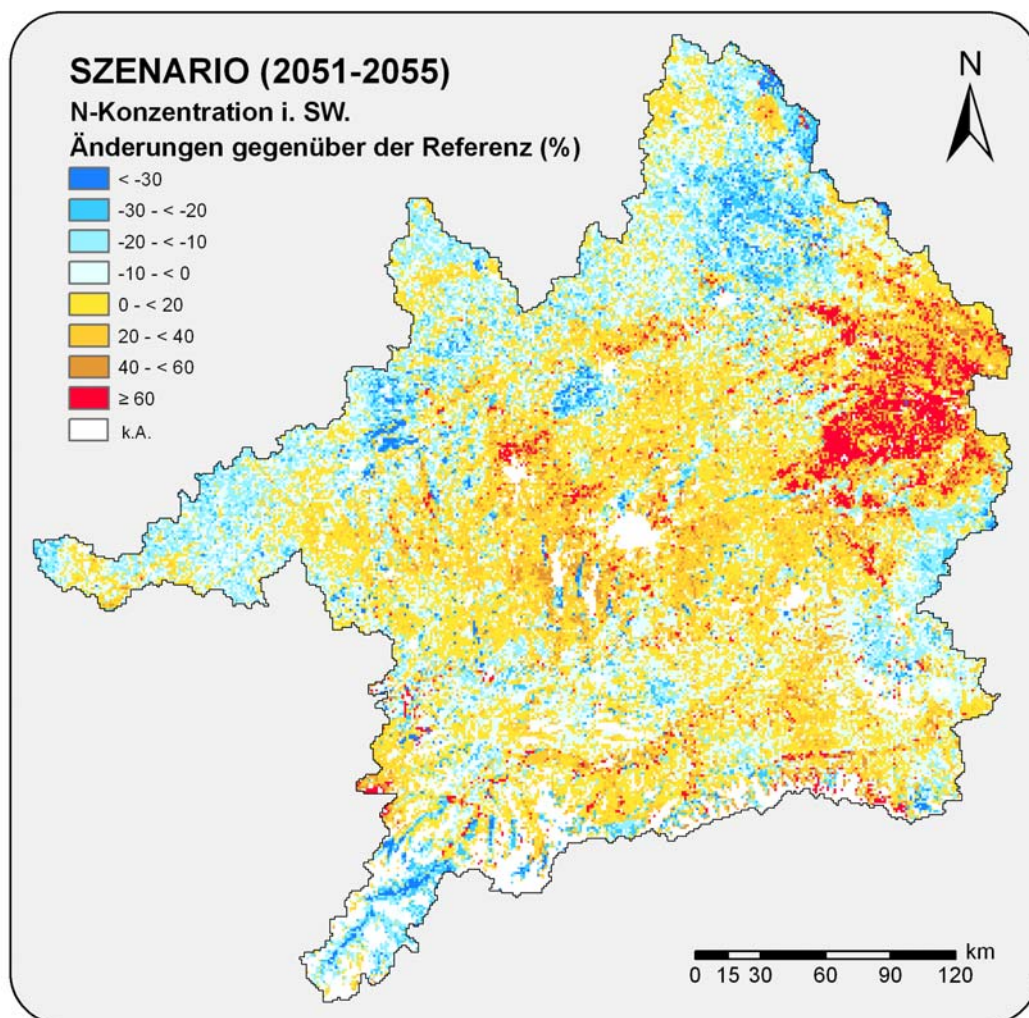 SZENARIO (2051-2055)
N-Konzentration i. SW.
Änderungen gegenüber der Referenz (%)
< -30
-30 - < -20
-20 - < -10
-10 - < 0
0 - < 20
20 - < 40
40 - < 60
≥ 60
k.A.
N
km
0 15 30 60 90 120